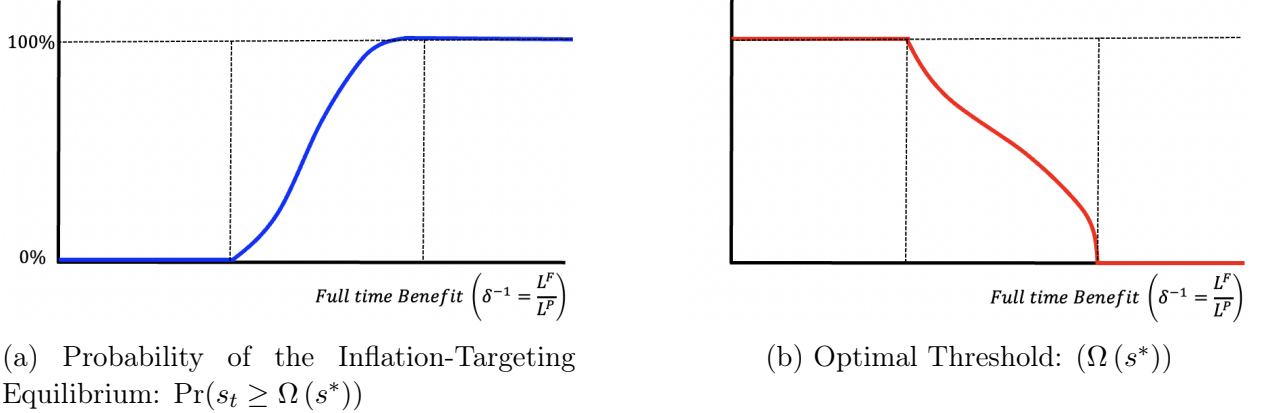 100%
0%
Full time Benefit (δ⁻¹ = L^F/L^P)
(a) Probability of the Inflation-Targeting
Equilibrium: Pr(s_t ≥ Ω (s*))
Full time Benefit (δ⁻¹ = L^F/L^P)
(b) Optimal Threshold: (Ω (s*))